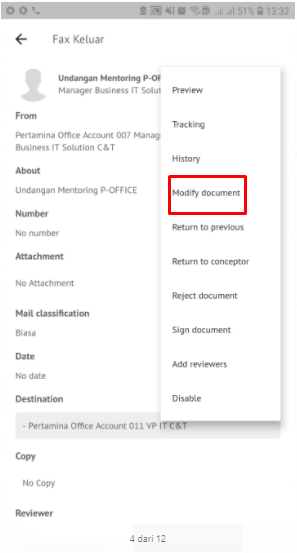 51% 13:32
Fax Keluar
Undangan Mentoring P-OF
Manager Business IT Solut
Preview
Tracking
History
Modify document
Return to previous
Return to conceptor
Reject document
Sign document
Add reviewers
Disable
From
Pertamina Office Account 007 Manag
Business IT Solution C&T
About
Undangan Mentoring P-OFFICE
Number
No number
Attachment
No Attachment
Mail classification
Biasa
Date
No date
Destination
- Pertamina Office Account 011 VP IT C&T
Copy
No Copy
Reviewer
4 dari 12